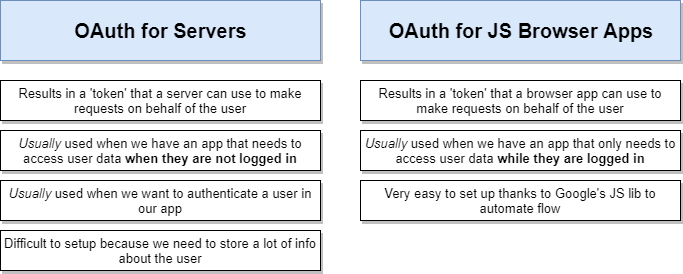 OAuth for Servers
Results in a 'token' that a server can use to make
requests on behalf of the user
Usually used when we have an app that needs to
access user data when they are not logged in
Usually used when we want to authenticate a user in
our app
Difficult to setup because we need to store a lot of info
about the user
OAuth for JS Browser Apps
Results in a 'token' that a browser app can use to
make requests on behalf of the user
Usually used when we have an app that only needs to
access user data while they are logged in
Very easy to set up thanks to Google's JS lib to
automate flow